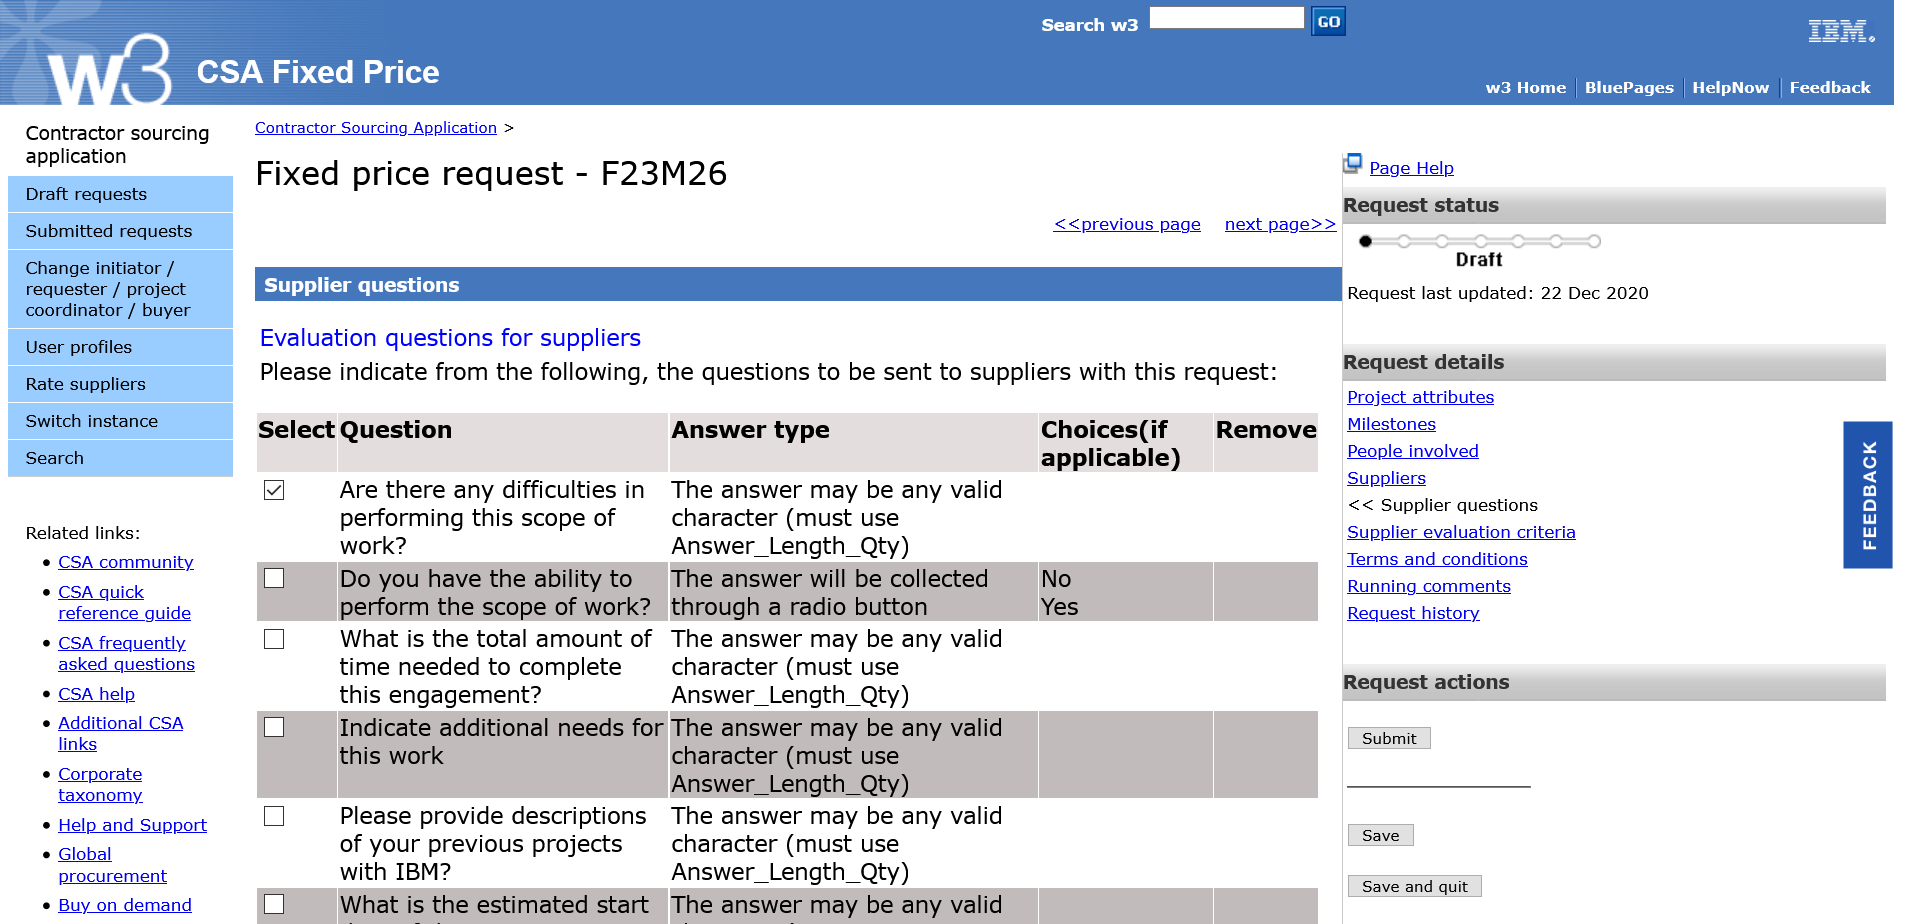 Search w3
GO
IBM.
w3
CSA Fixed Price
w3 Home
BluePages
HelpNow
Feedback
Contractor sourcing
application
Draft requests
Submitted requests
Change initiator /
requester / project
coordinator / buyer
User profiles
Rate suppliers
Switch instance
Search
Related links:
CSA community
CSA quick
reference guide
CSA frequently
asked questions
CSA help
Additional CSA
links
Corporate
taxonomy
Help and Support
Global
procurement
Buy on demand
Contractor Sourcing Application >
Fixed price request - F23M26
<<previous page next page>>
Supplier questions
Evaluation questions for suppliers
Please indicate from the following, the questions to be sent to suppliers with this request:
Select Question Answer type Choices(if
applicable) Remove
Are there any difficulties in
performing this scope of
work?
The answer may be any valid
character (must use
Answer_Length_Qty)
Do you have the ability to
perform the scope of work?
The answer will be collected
through a radio button
No
Yes
What is the total amount of
time needed to complete
this engagement?
The answer may be any valid
character (must use
Answer_Length_Qty)
Indicate additional needs for
this work
The answer may be any valid
character (must use
Answer_Length_Qty)
Please provide descriptions
of your previous projects
with IBM?
The answer may be any valid
character (must use
Answer_Length_Qty)
What is the estimated start
The answer may be any valid
Page Help
Request status
Draft
Request last updated: 22 Dec 2020
Request details
Project attributes
Milestones
People involved
Suppliers
<< Supplier questions
Supplier evaluation criteria
Terms and conditions
Running comments
Request history
Request actions
Submit
Save
Save and quit
FEEDBACK